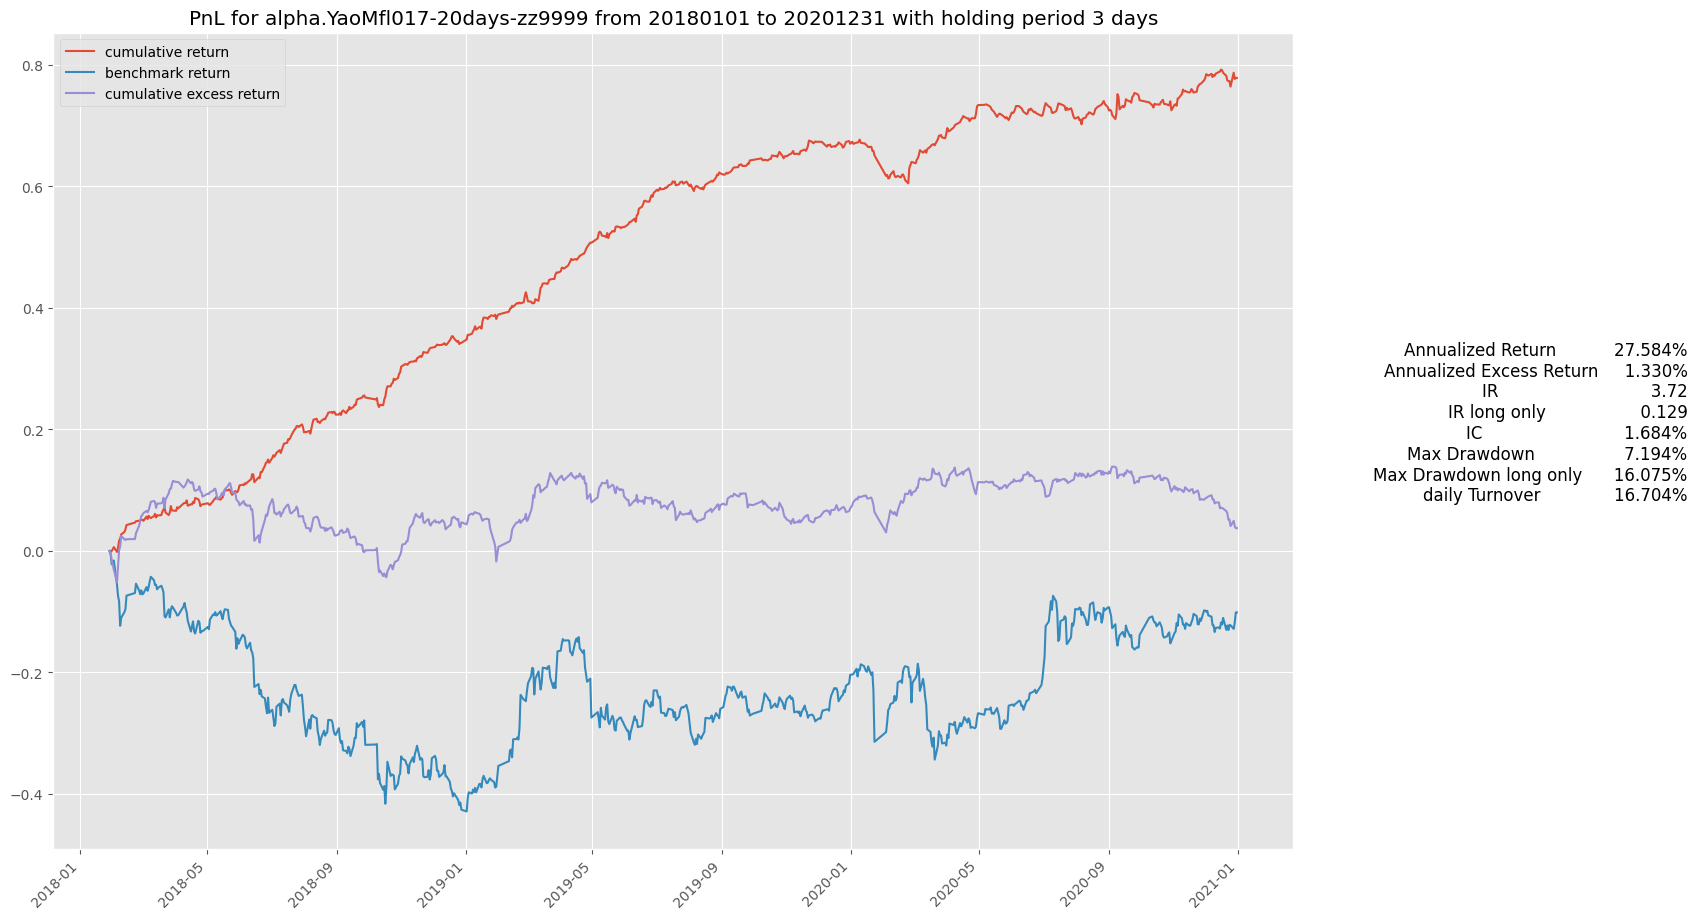 PnL for alpha.YaoMfl017-20days-zz9999 from 20180101 to 20201231 with holding period 3 days
cumulative return
benchmark return
cumulative excess return
0.8
0.6
0.4
0.2
0.0
−0.2
−0.4
2018-01
2018-05
2018-09
2019-01
2019-05
2019-09
2020-01
2020-05
2020-09
2021-01
Annualized Return 27.584%
Annualized Excess Return 1.330%
IR 3.72
IR long only 0.129
IC 1.684%
Max Drawdown 7.194%
Max Drawdown long only 16.075%
daily Turnover 16.704%